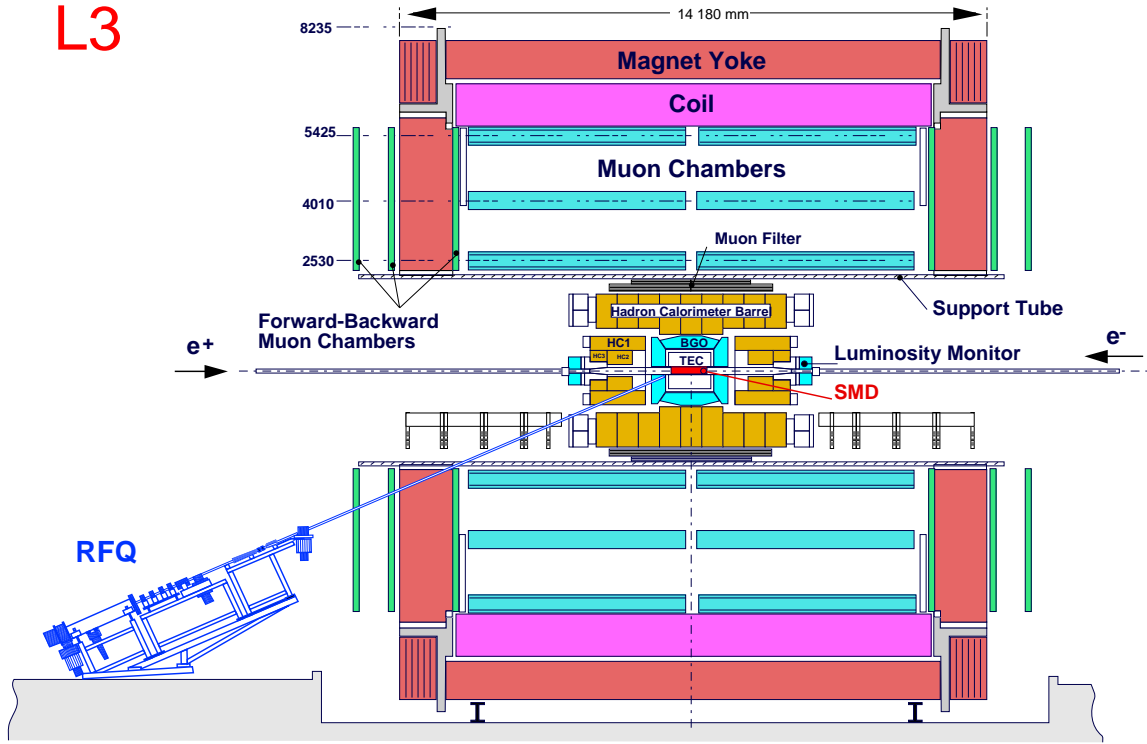 L3
14 180 mm
8235
Magnet Yoke
Coil
5425
Muon Chambers
4010
Muon Filter
2530
Support Tube
Hadron Calorimeter Barrel
Forward-Backward
Muon Chambers
HC1
BGO
e+
e-
HC3
HC2
TEC
Luminosity Monitor
SMD
RFQ